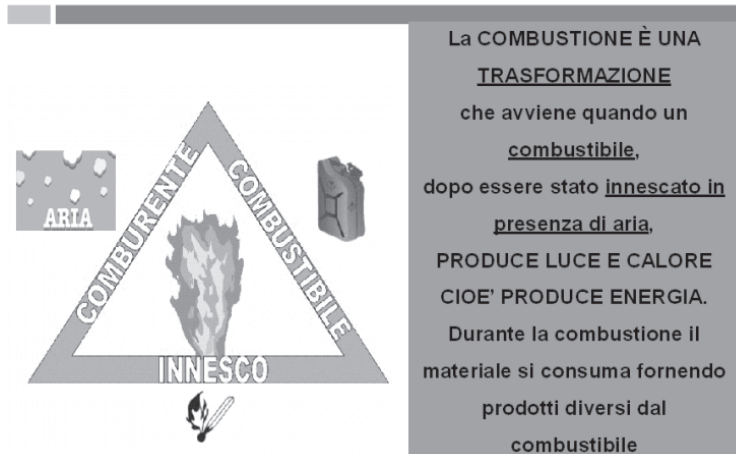 ARIA
COMBURENTE
COMBUSTIBILE
INNESCO
La COMBUSTIONE È UNA
TRASFORMAZIONE
che avviene quando un
combustibile,
dopo essere stato innescato in
presenza di aria,
PRODUCE LUCE E CALORE
CIOE' PRODUCE ENERGIA.
Durante la combustione il
materiale si consuma fornendo
prodotti diversi dal
combustibile